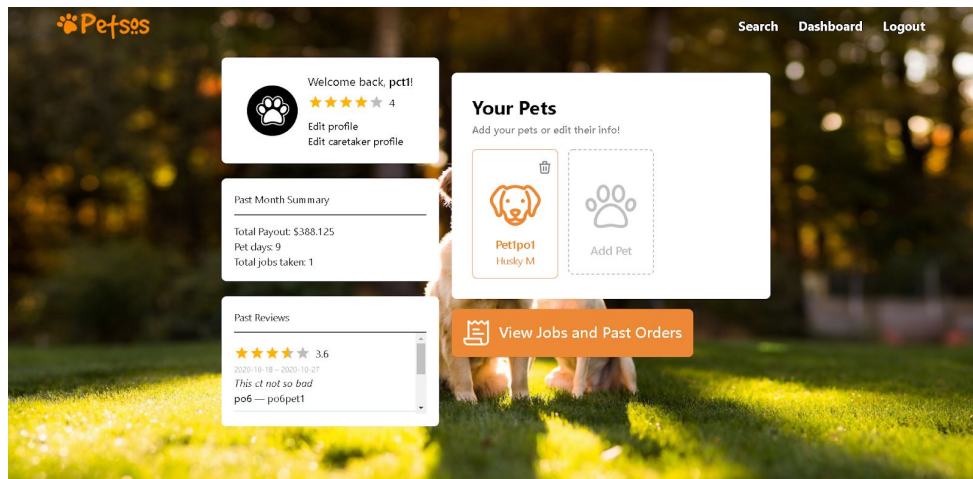 Petsos
Search Dashboard Logout
Welcome back, pct1!
4
Edit profile
Edit caretaker profile
Past Month Summary
Total Payout: $388.125
Pet days: 9
Total jobs taken: 1
Past Reviews
3.6
2020-10-18 – 2020-10-27
This ct not so bad
po6 — po6pet1
Your Pets
Add your pets or edit their info!
Pet1po1
Husky M
Add Pet
View Jobs and Past Orders